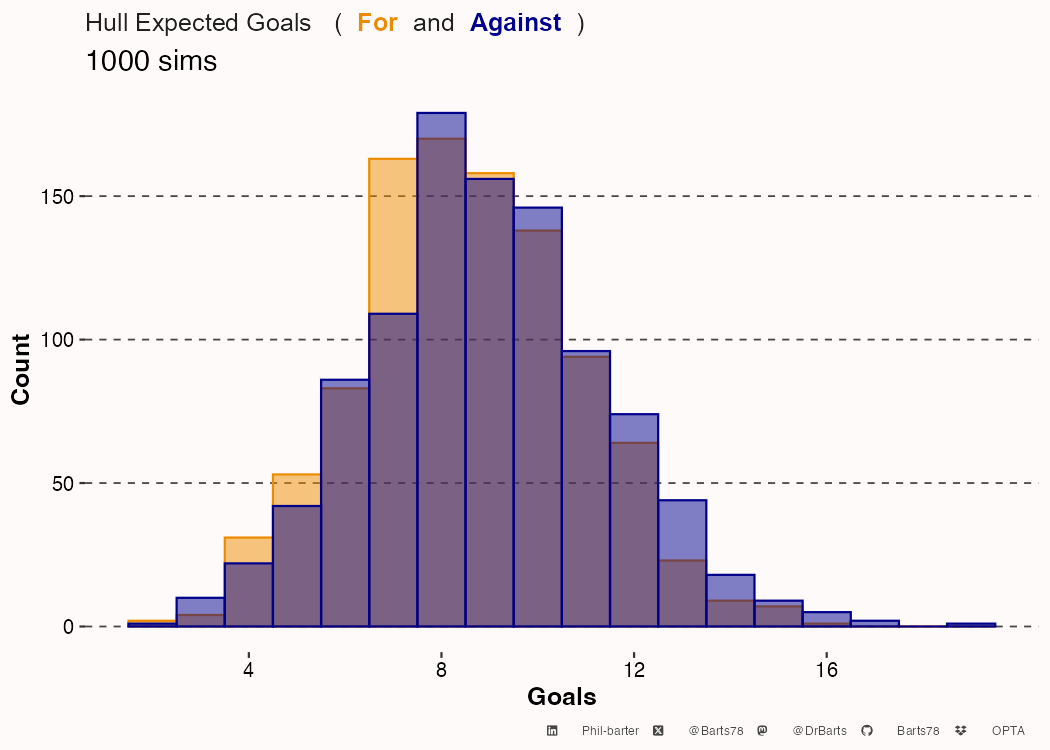 Hull Expected Goals ( For and Against )
1000 sims
150
100
50
0
Count
4 8 12 16
Goals
Phil-barter @Barts78 @DrBarts Barts78 OPTA